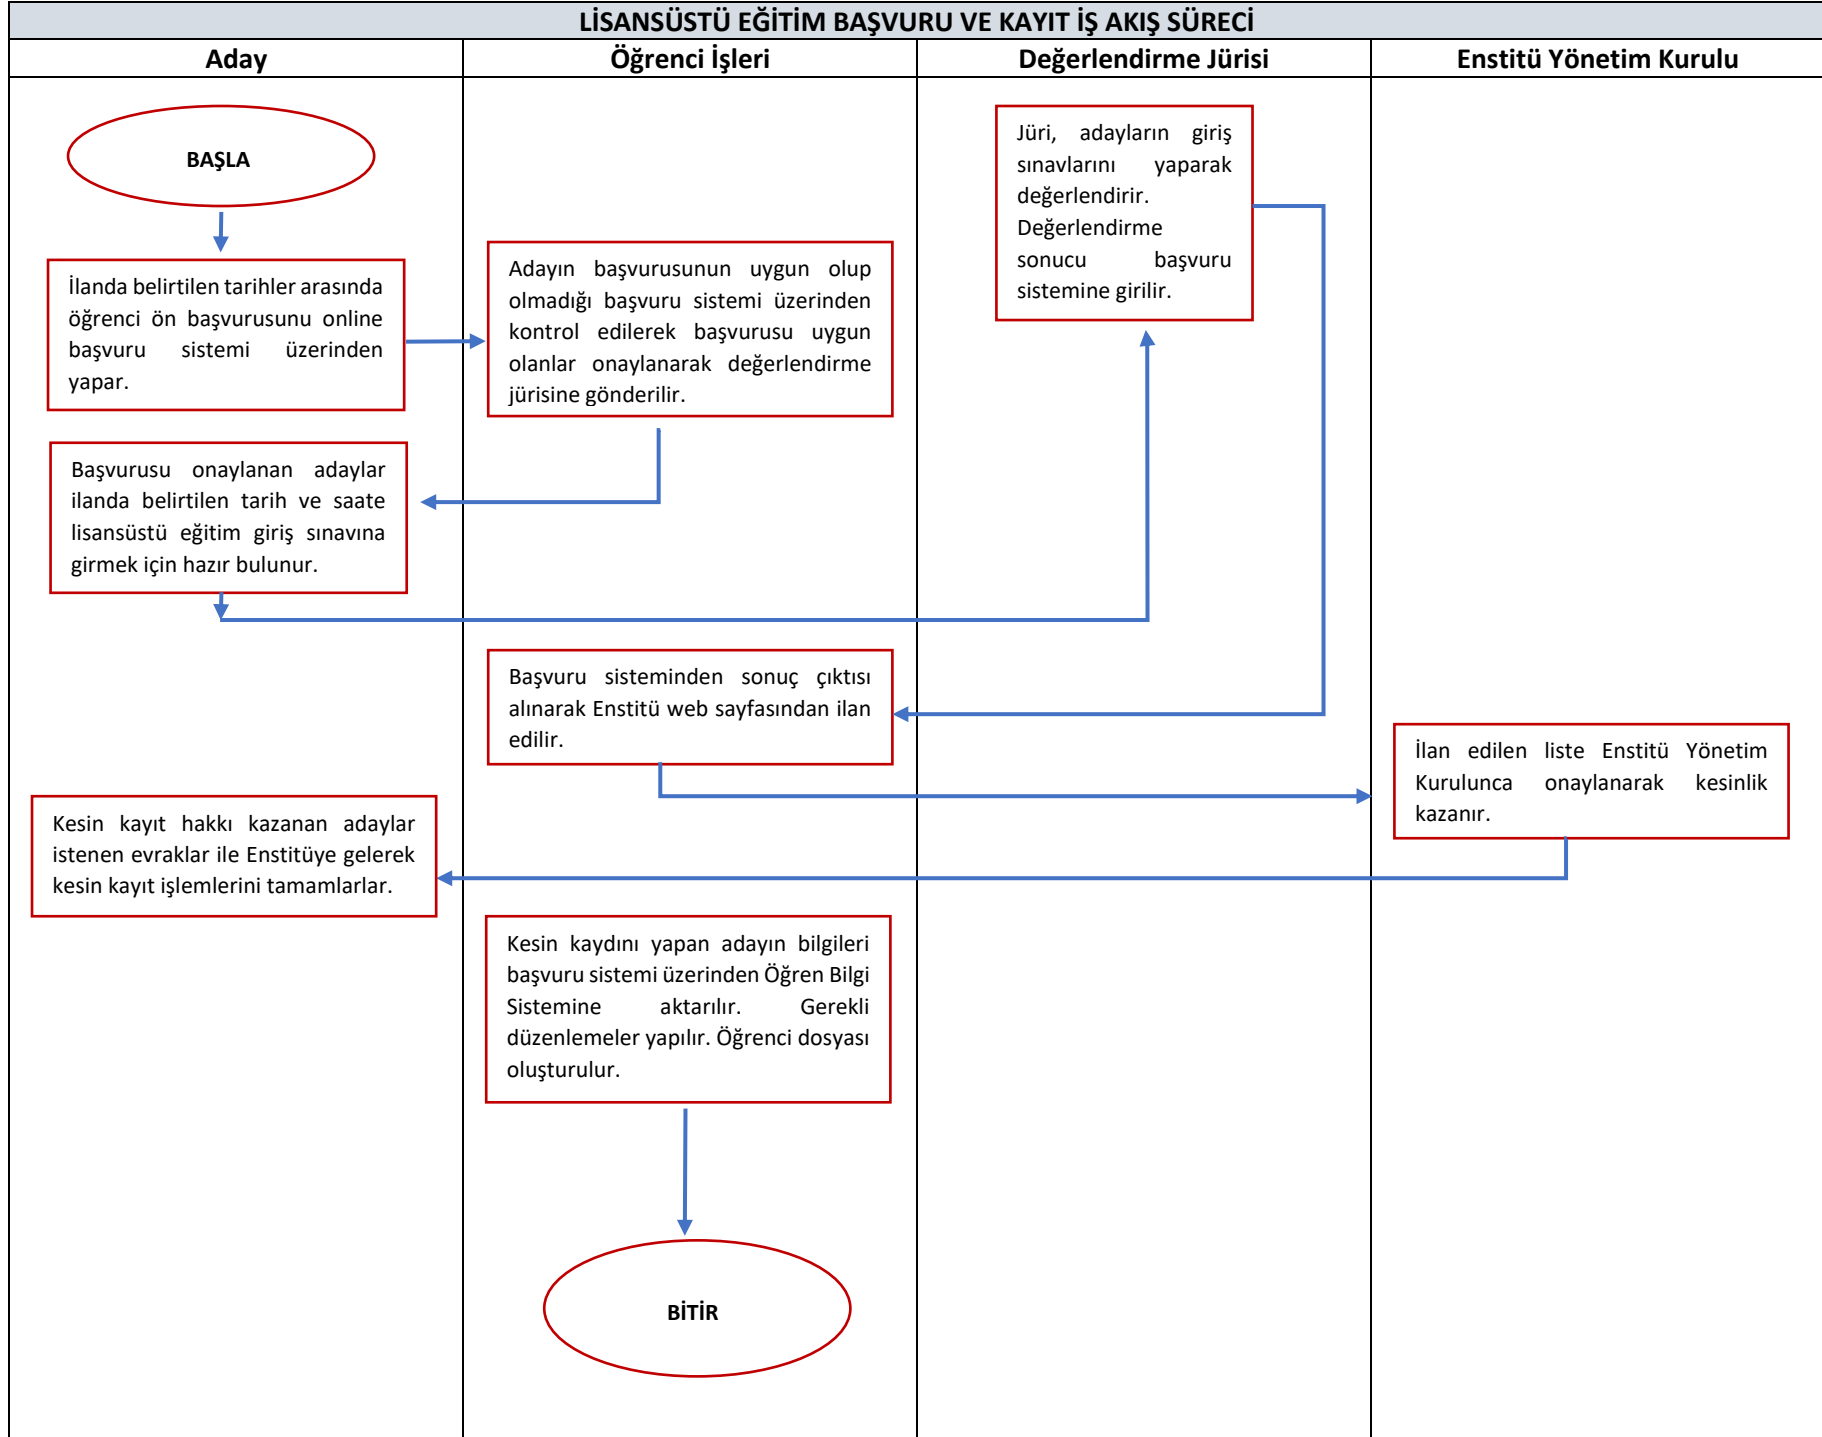 LİSANSÜSTÜ EĞİTİM BAŞVURU VE KAYIT İŞ AKIŞ SÜRECİ
Aday
Öğrenci İşleri
Değerlendirme Jürisi
Enstitü Yönetim Kurulu
BAŞLA
İlanda belirtilen tarihler arasında
öğrenci ön başvurusunu online
başvuru sistemi üzerinden
yapar.
Adayın başvurusunun uygun olup
olmadığı başvuru sistemi üzerinden
kontrol edilerek başvurusu uygun
olanlar onaylanarak değerlendirme
jürisine gönderilir.
Başvurusu onaylanan adaylar
ilanda belirtilen tarih ve saate
lisansüstü eğitim giriş sınavına
girmek için hazır bulunur.
Jüri, adayların giriş
sınavlarını yaparak
değerlendirir.
Değerlendirme
sonucu başvuru
sistemine girilir.
Başvuru sisteminden sonuç çıktısı
alınarak Enstitü web sayfasından ilan
edilir.
İlan edilen liste Enstitü Yönetim
Kurulunca onaylanarak kesinlik
kazanır.
Kesin kayıt hakkı kazanan adaylar
istenen evraklar ile Enstitüye gelerek
kesin kayıt işlemlerini tamamlarlar.
Kesin kaydını yapan adayın bilgileri
başvuru sistemi üzerinden Öğren Bilgi
Sistemine aktarılır. Gerekli
düzenlemeler yapılır. Öğrenci dosyası
oluşturulur.
BİTİR